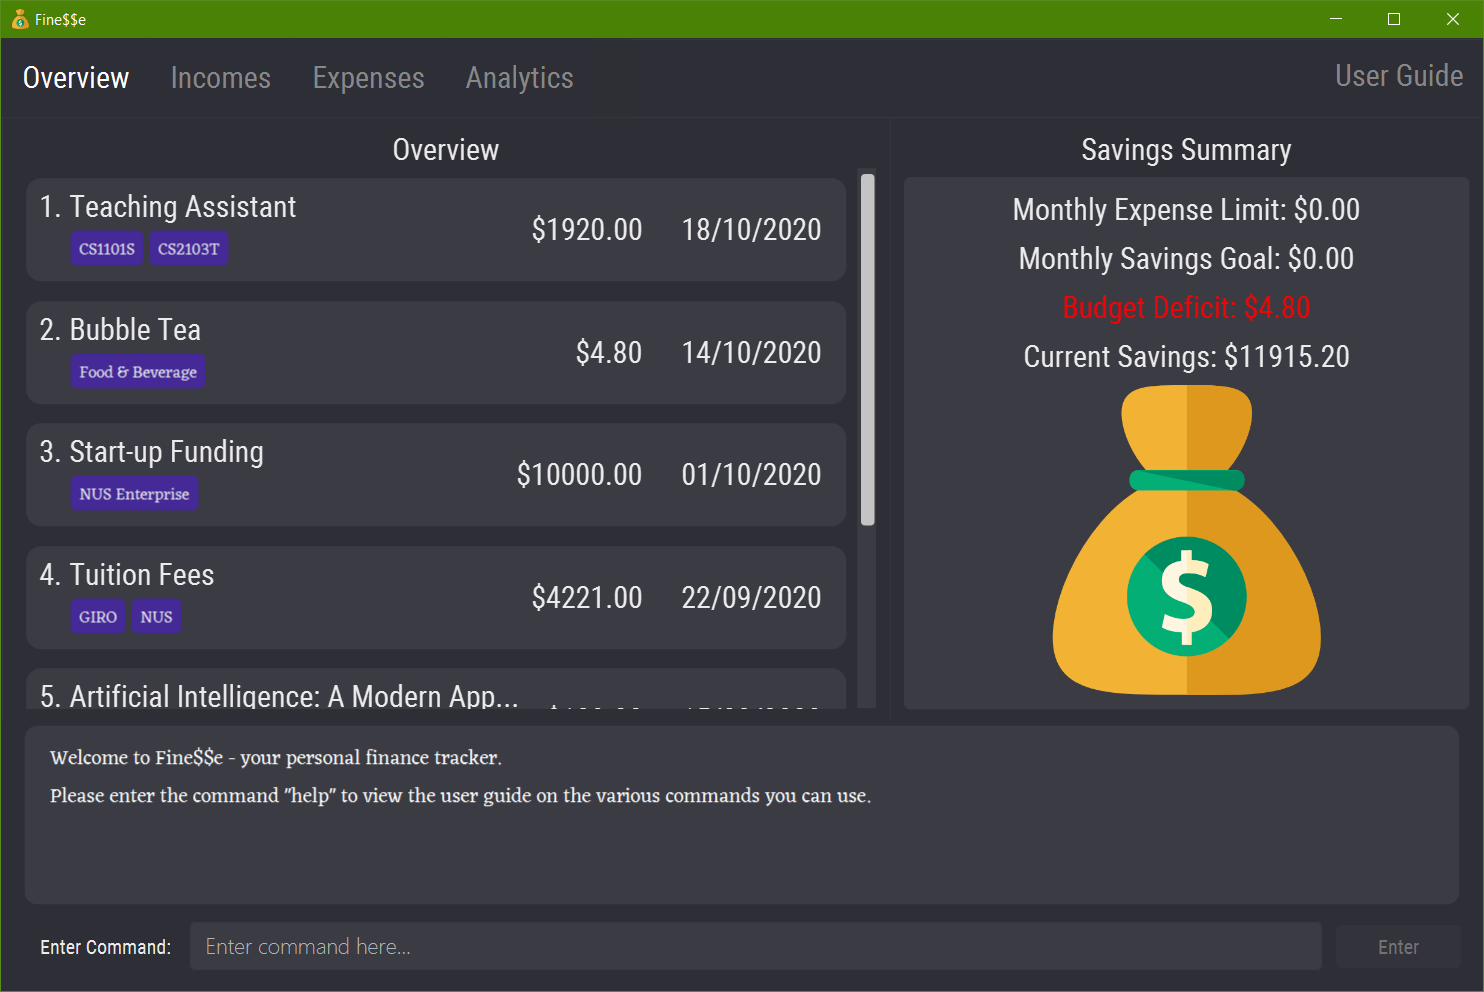 Fine$$e
Overview Incomes Expenses Analytics User Guide
Overview
1. Teaching Assistant
$1920.00 18/10/2020
CS1101S CS2103T
2. Bubble Tea
$4.80 14/10/2020
Food & Beverage
3. Start-up Funding
$10000.00 01/10/2020
NUS Enterprise
4. Tuition Fees
$4221.00 22/09/2020
GIRO NUS
5. Artificial Intelligence: A Modern App...
Savings Summary
Monthly Expense Limit: $0.00
Monthly Savings Goal: $0.00
Budget Deficit: $4.80
Current Savings: $11915.20
$
Welcome to Fine$$e - your personal finance tracker.
Please enter the command "help" to view the user guide on the various commands you can use.
Enter Command: Enter command here... Enter